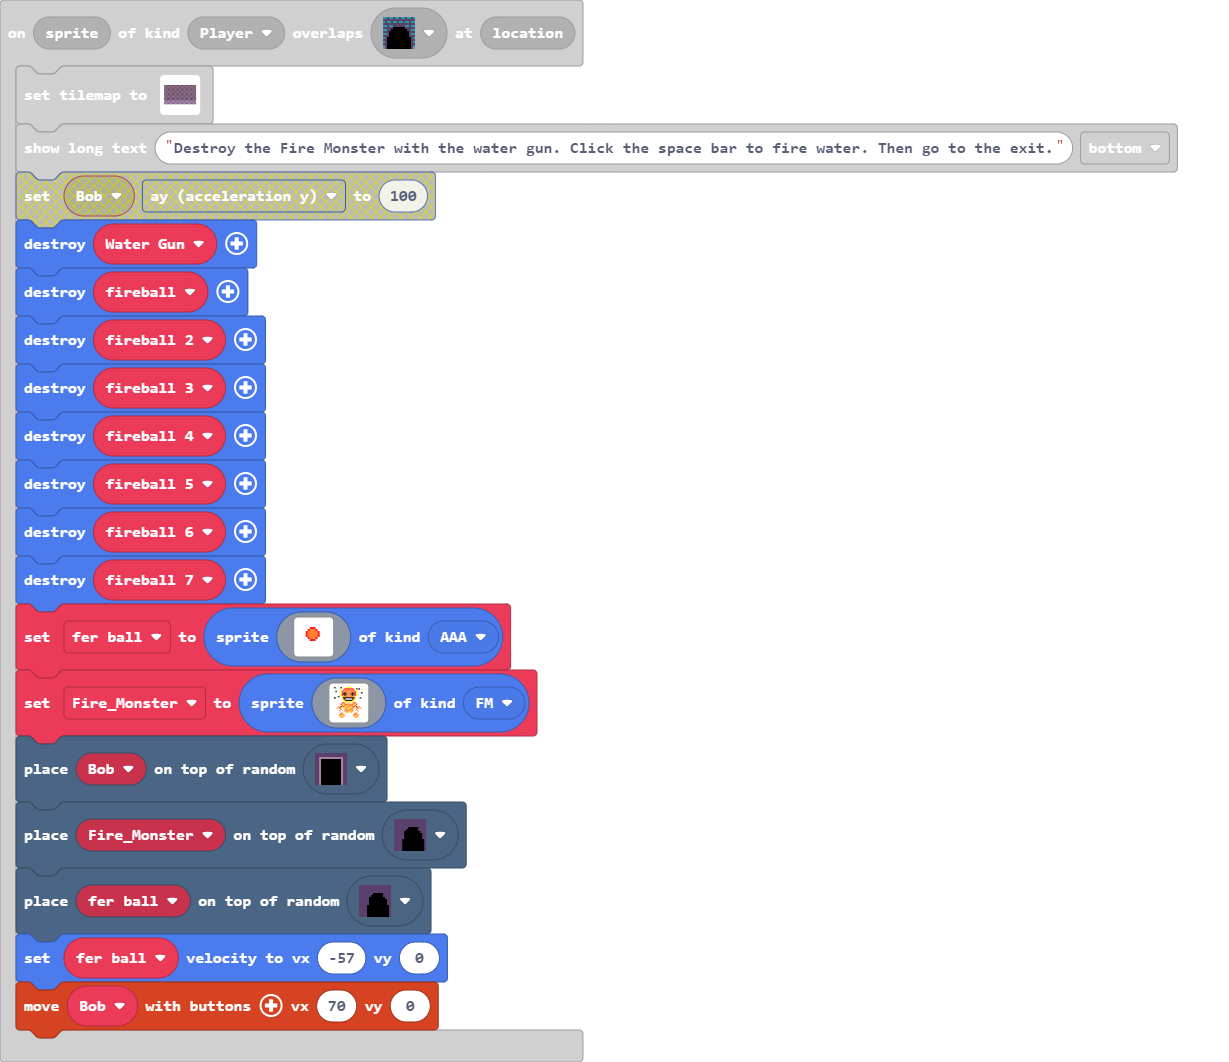 on sprite of kind Player overlaps at location
set tilemap to
show long text "Destroy the Fire Monster with the water gun. Click the space bar to fire water. Then go to the exit." bottom
set Bob ay (acceleration y) to 100
destroy Water Gun
destroy fireball
destroy fireball 2
destroy fireball 3
destroy fireball 4
destroy fireball 5
destroy fireball 6
destroy fireball 7
set fer ball to sprite of kind AAA
set Fire_Monster to sprite of kind FM
place Bob on top of random
place Fire_Monster on top of random
place fer ball on top of random
set fer ball velocity to vx -57 vy 0
move Bob with buttons vx 70 vy 0